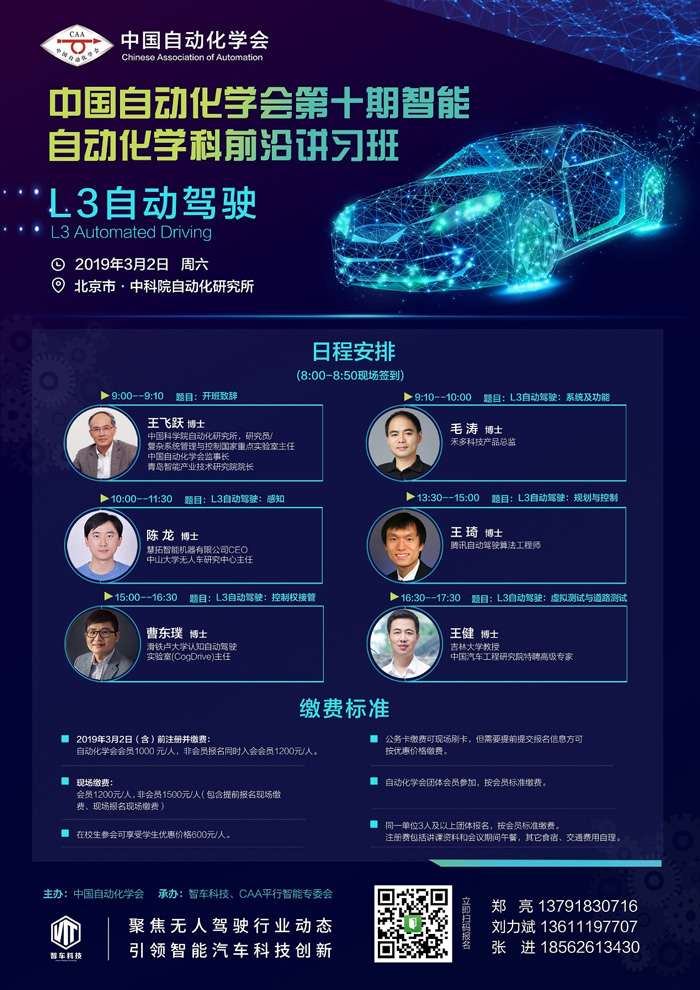 CAA
中国自动化学会
中国自动化学会
Chinese Association of Automation
中国自动化学会第十期智能
自动化学科前沿讲习班
L3自动驾驶
L3 Automated Driving
2019年3月2日 周六
北京市·中科院自动化研究所
日程安排
(8:00-8:50现场签到)
9:00--9:10 题目：开班致辞
王飞跃 博士
中国科学院自动化研究所，研究员/
复杂系统管理与控制国家重点实验室主任
中国自动化学会监事长
青岛智能产业技术研究院院长
9:10--10:00 题目：L3自动驾驶：系统及功能
毛涛 博士
禾多科技产品总监
10:00--11:30 题目：L3自动驾驶：感知
陈龙 博士
慧拓智能机器有限公司CEO
中山大学无人车研究中心主任
13:30--15:00 题目：L3自动驾驶：规划与控制
王琦 博士
腾讯自动驾驶算法工程师
15:00--16:30 题目：L3自动驾驶：控制权接管
曹东璞 博士
滑铁卢大学认知自动驾驶
实验室(CogDrive)主任
16:30--17:30 题目：L3自动驾驶：虚拟测试与道路测试
王健 博士
吉林大学教授
中国汽车工程研究院特聘高级专家
缴费标准
2019年3月2日（含）前注册并缴费：
自动化学会会员1000 元/人，非会员报名同时入会会员1200元/人。
现场缴费：
会员1200元/人，非会员1500元/人（包含提前报名现场缴
费、现场报名现场缴费）
在校生参会可享受学生优惠价格600元/人。
公务卡缴费可现场刷卡，但需要提前提交报名信息方可
按优惠价格缴费。
自动化学会团体会员参加，按会员标准缴费。
同一单位3人及以上团体报名，按会员标准缴费。
注册费包括讲课资料和会议期间午餐，其它食宿、交通费用自理。
主办：中国自动化学会 承办：智车科技、CAA平行智能专委会
智车科技
聚焦无人驾驶行业动态
引领智能汽车科技创新
立即扫码报名
郑 亮 13791830716
刘力斌 13611197707
张 进 18562613430